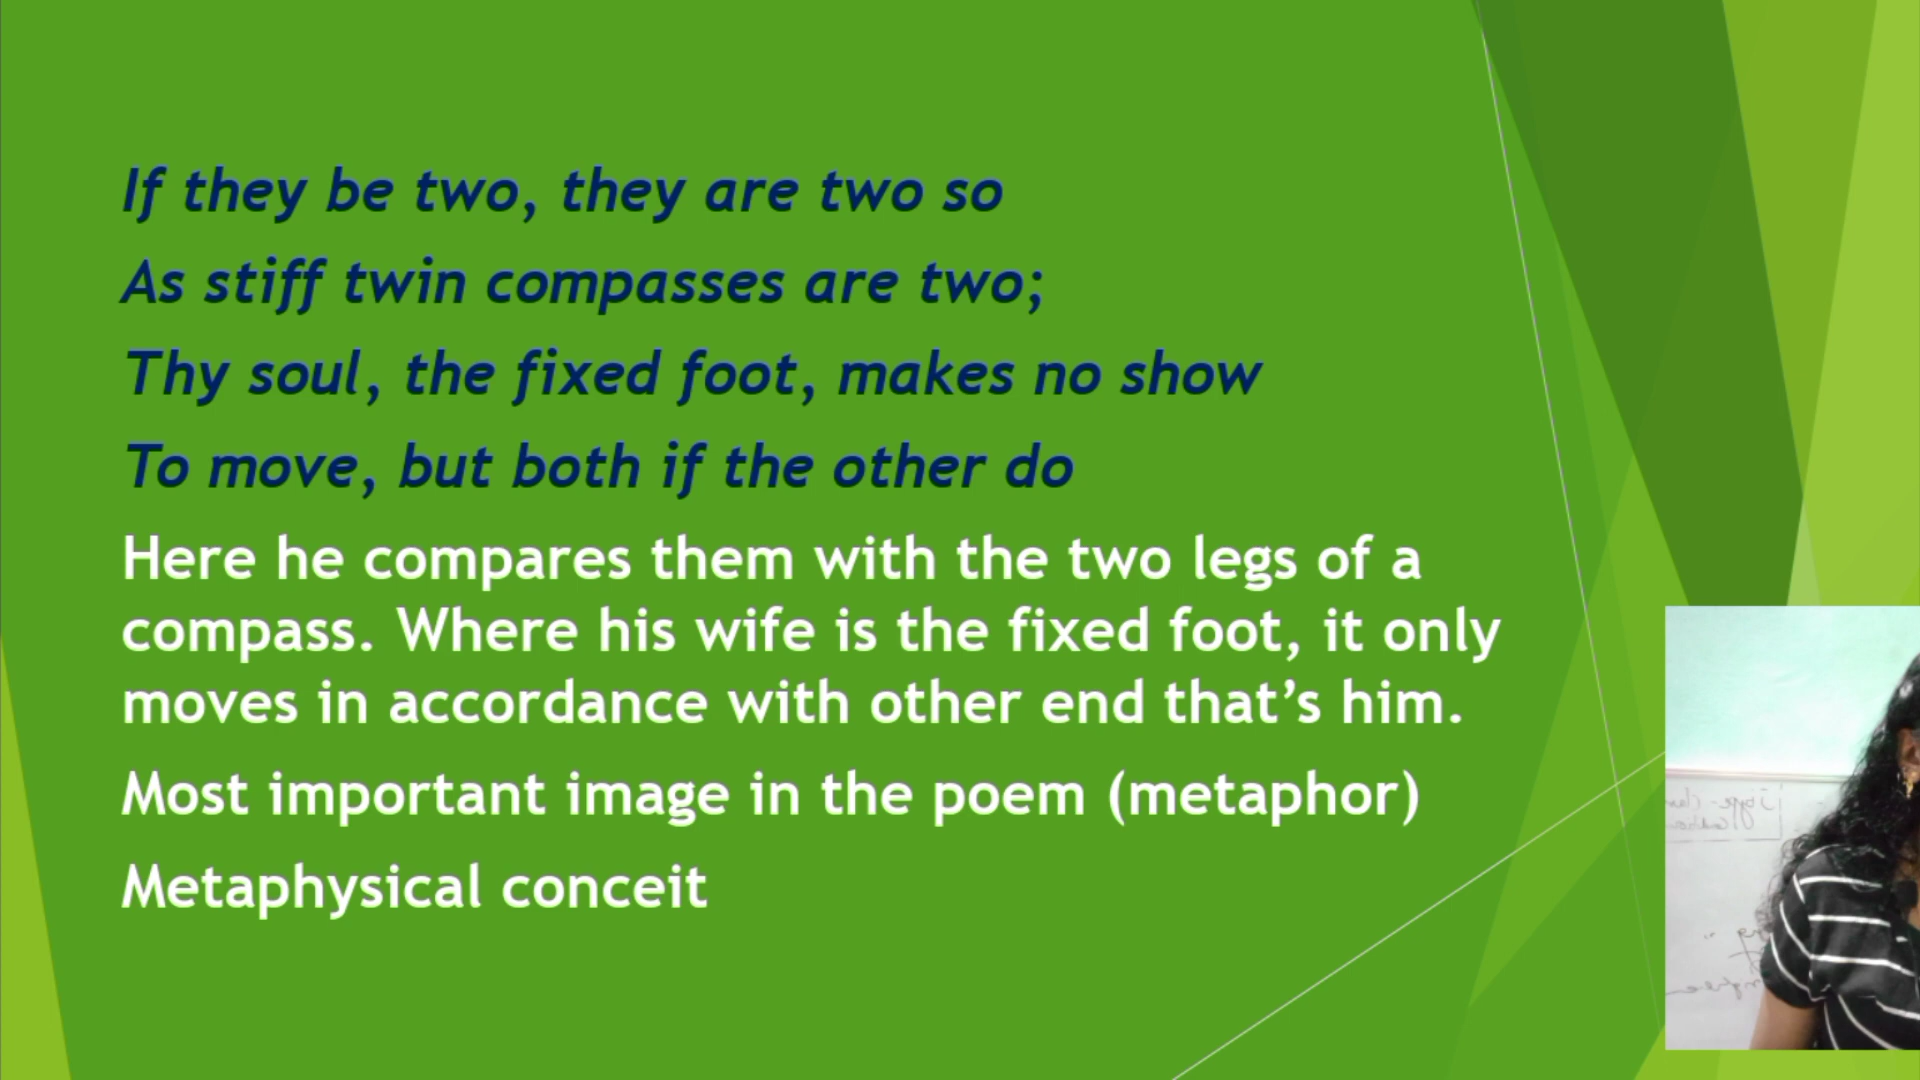 If they be two, they are two so
As stiff twin compasses are two;
Thy soul, the fixed foot, makes no show
To move, but both if the other do
Here he compares them with the two legs of a
compass. Where his wife is the fixed foot, it only
moves in accordance with other end that’s him.
Most important image in the poem (metaphor)
Metaphysical conceit